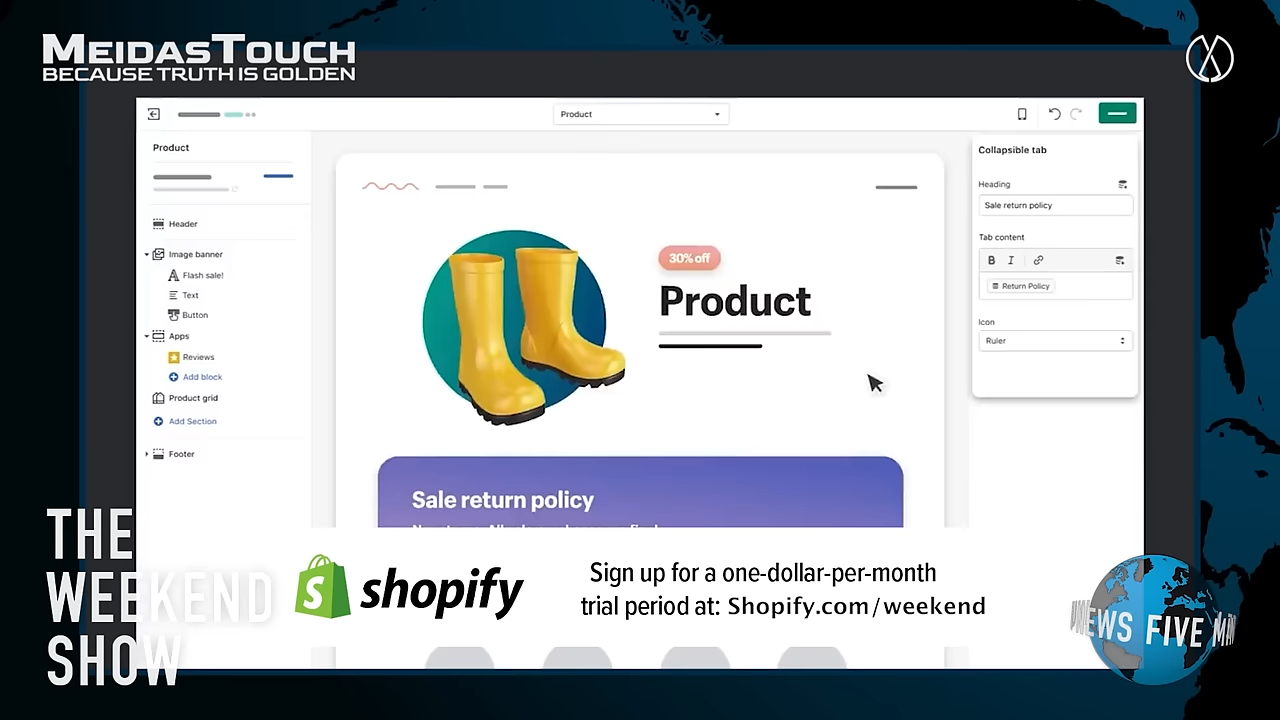 MEIDASTOUCH
BECAUSE TRUTH IS GOLDEN
Product
Product
Header
Image banner
Flash sale!
Text
Button
Apps
Reviews
Add block
Product grid
Add Section
Footer
30% off
Product
Sale return policy
Collapsible tab
Heading
Sale return policy
Tab content
B I
Return Policy
Icon
Ruler
THE
WEEKEND
SHOW
shopify
Sign up for a one-dollar-per-month
trial period at: Shopify.com/weekend
NEWS FIVE